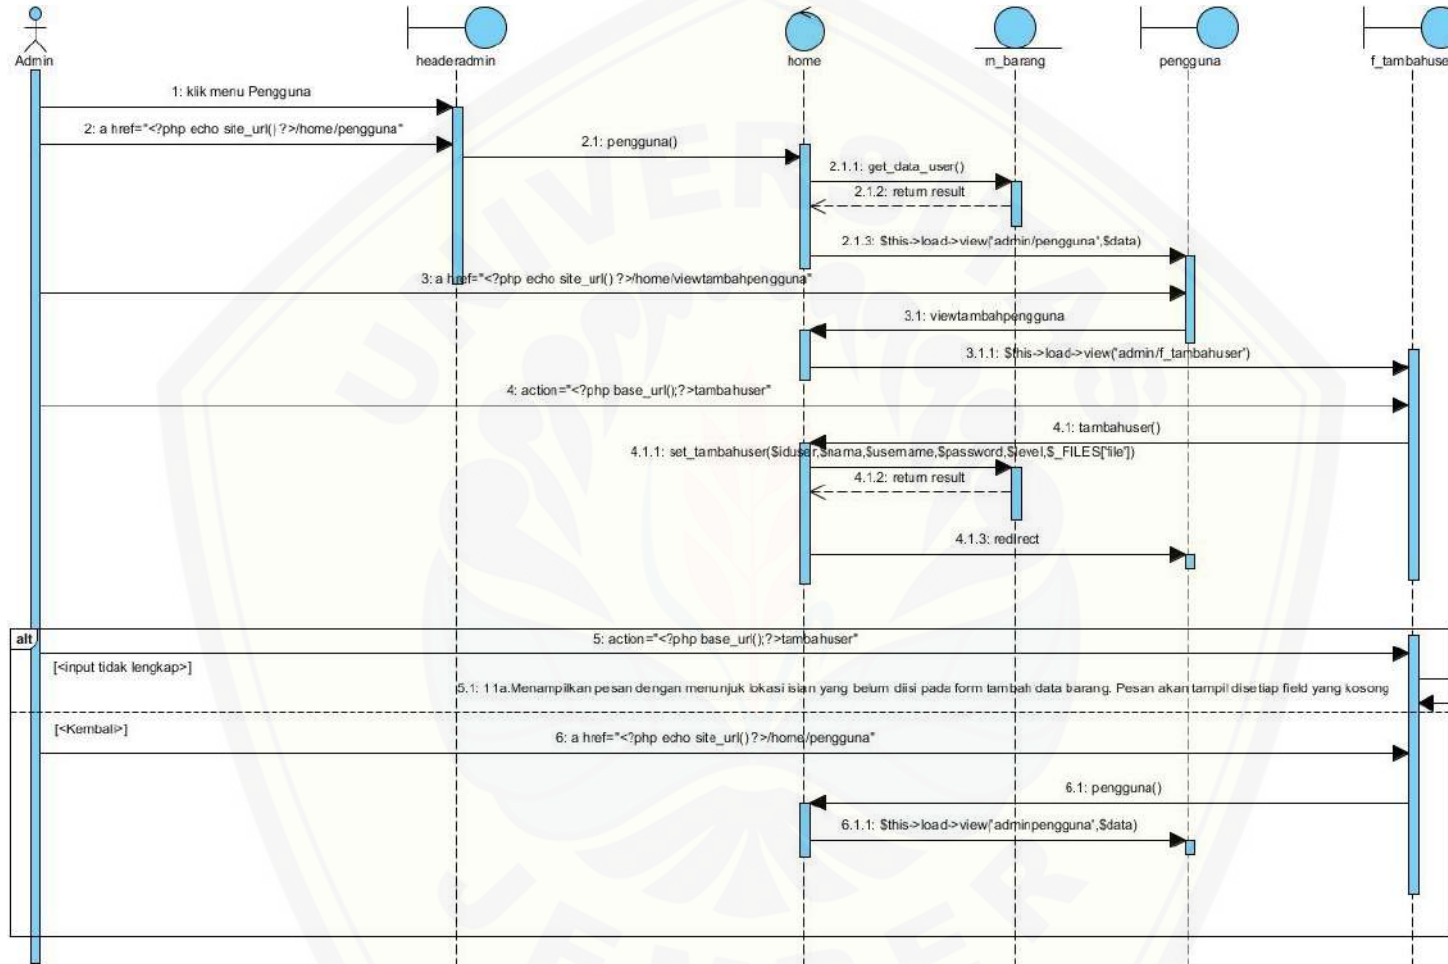 Admin
headeradmin
home
m_barang
pengguna
f_tambahuse
1: klik menu Pengguna
2: a href="<?php echo site_url() ?>/home/pengguna"
2.1: pengguna()
2.1.1: get_data_user()
2.1.2: return result
2.1.3: $this->load->view('admin/pengguna',$data)
3: a href="<?php echo site_url() ?>/home/viewtambahpengguna"
3.1: viewtambahpengguna
3.1.1: $this->load->view('admin/f_tambahuser')
4: action="<?php base_url();?>tambahuser"
4.1: tambahuser()
4.1.1: set_tambahuser($iduser,$nama,$username,$password,$level,$_FILES['file'])
4.1.2: return result
4.1.3: redirect
alt
5: action="<?php base_url();?>tambahuser"
[<input tidak lengkap>]
5.1: 11a.Menampilkan pesan dengan menunjuk lokasi isian yang belum diisi pada form tambah data barang. Pesan akan tampil disetiap field yang kosong
[<Kembali>]
6: a href="<?php echo site_url() ?>/home/pengguna"
6.1: pengguna()
6.1.1: $this->load->view('adminpengguna',$data)
UNIVERSITAS
JEMBER